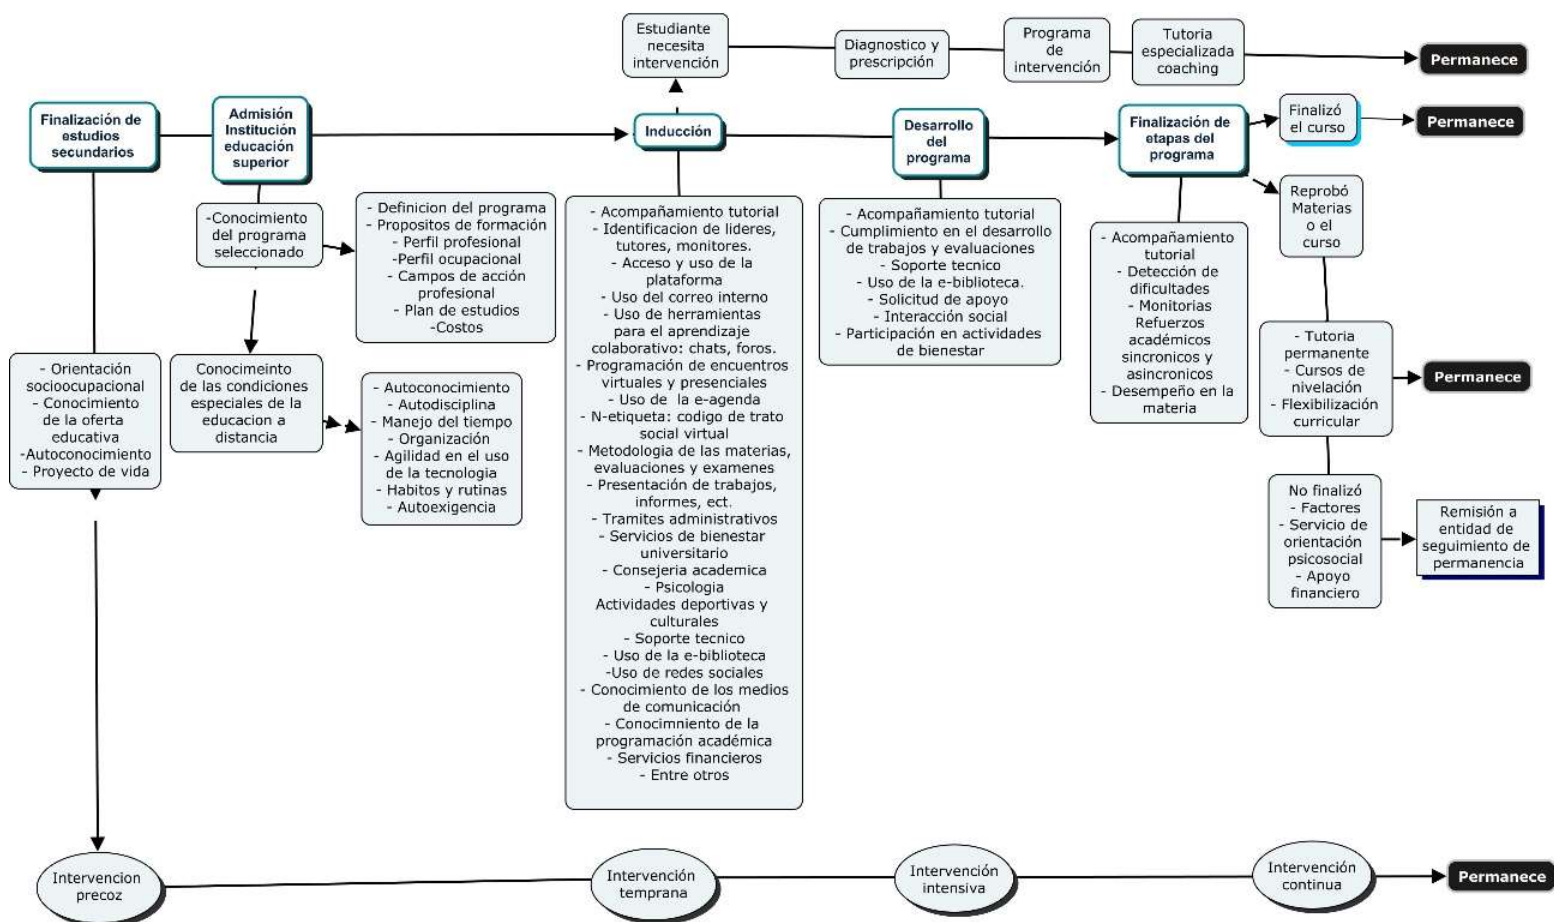 Estudiante
necesita
intervención
Diagnostico y
prescripción
Programa
de
intervención
Tutoria
especializada
coaching
Permanece
Finalización de
estudios
secundarios
Admisión
Institución
educación
superior
Inducción
Desarrollo
del
programa
Finalización de
etapas del
programa
Finalizó
el curso
Permanece
-Conocimiento
del programa
seleccionado
- Definicion del programa
- Propositos de formación
- Perfil profesional
-Perfil ocupacional
- Campos de acción
profesional
- Plan de estudios
-Costos
- Acompañamiento tutorial
- Identificacion de lideres,
tutores, monitores.
- Acceso y uso de la
plataforma
- Uso del correo interno
- Uso de herramientas
para el aprendizaje
colaborativo: chats, foros.
- Programación de encuentros
virtuales y presenciales
- Uso de la e-agenda
- N-etiqueta: codigo de trato
social virtual
- Metodologia de las materias,
evaluaciones y examenes
- Presentación de trabajos,
informes, ect.
- Tramites administrativos
- Servicios de bienestar
universitario
- Consejeria academica
- Psicologia
Actividades deportivas y
culturales
- Soporte tecnico
- Uso de la e-biblioteca
-Uso de redes sociales
- Conocimiento de los medios
de comunicación
- Conocimniento de la
programación académica
- Servicios financieros
- Entre otros
- Acompañamiento tutorial
- Cumplimiento en el desarrollo
de trabajos y evaluaciones
- Soporte tecnico
- Uso de la e-biblioteca.
- Solicitud de apoyo
- Interacción social
- Participación en actividades
de bienestar
- Acompañamiento
tutorial
- Detección de
dificultades
- Monitorias
Refuerzos
académicos
sincronicos y
asincronicos
- Desempeño en la
materia
Reprobó
Materias
o el
curso
- Tutoria
permanente
- Cursos de
nivelación
- Flexibilización
curricular
Permanece
- Orientación
socioocupacional
- Conocimiento
de la oferta
educativa
-Autoconocimiento
- Proyecto de vida
Conocimeinto
de las condiciones
especiales de la
educacion a
distancia
- Autoconocimiento
- Autodisciplina
- Manejo del tiempo
- Organización
- Agilidad en el uso
de la tecnologia
- Habitos y rutinas
- Autoexigencia
No finalizó
- Factores
- Servicio de
orientación
psicosocial
- Apoyo
financiero
Remisión a
entidad de
seguimiento de
permanencia
Intervencion
precoz
Intervención
temprana
Intervención
intensiva
Intervención
continua
Permanece